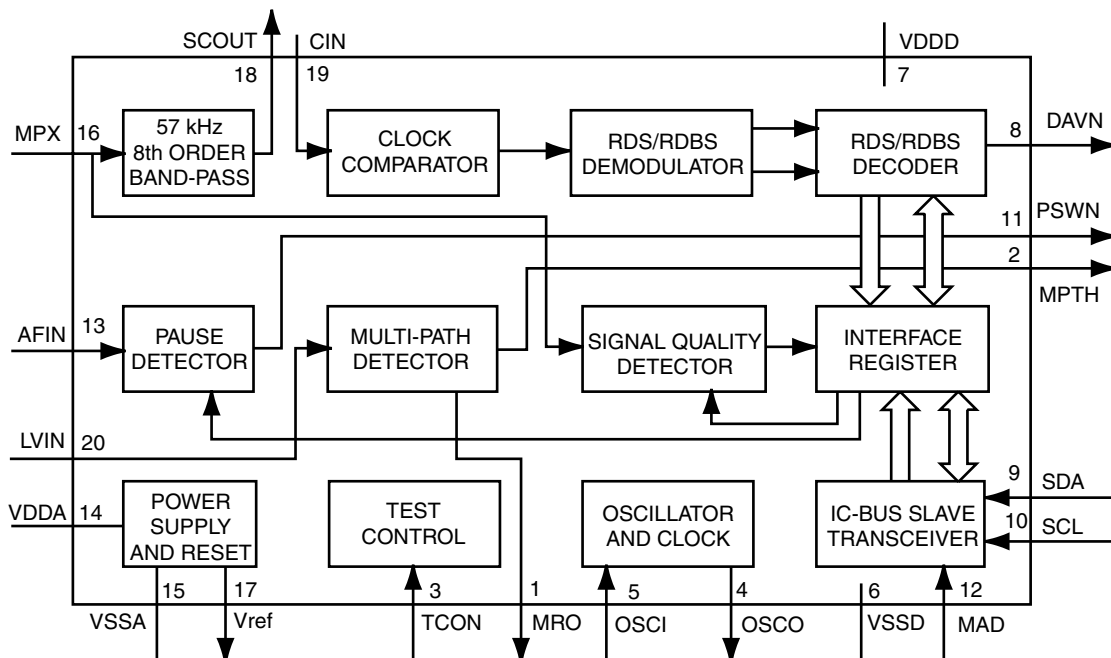 SCOUT
18
CIN
19
VDDD
7
MPX
16
57 kHz
8th ORDER
BAND-PASS
CLOCK
COMPARATOR
RDS/RDBS
DEMODULATOR
RDS/RDBS
DECODER
8
DAVN
11
PSWN
2
MPTH
AFIN
13
PAUSE
DETECTOR
MULTI-PATH
DETECTOR
SIGNAL QUALITY
DETECTOR
INTERFACE
REGISTER
LVIN
20
VDDA
14
POWER
SUPPLY
AND RESET
TEST
CONTROL
OSCILLATOR
AND CLOCK
IC-BUS SLAVE
TRANSCEIVER
9
SDA
10
SCL
15
VSSA
17
Vref
3
TCON
1
MRO
5
OSCI
4
OSCO
6
VSSD
12
MAD